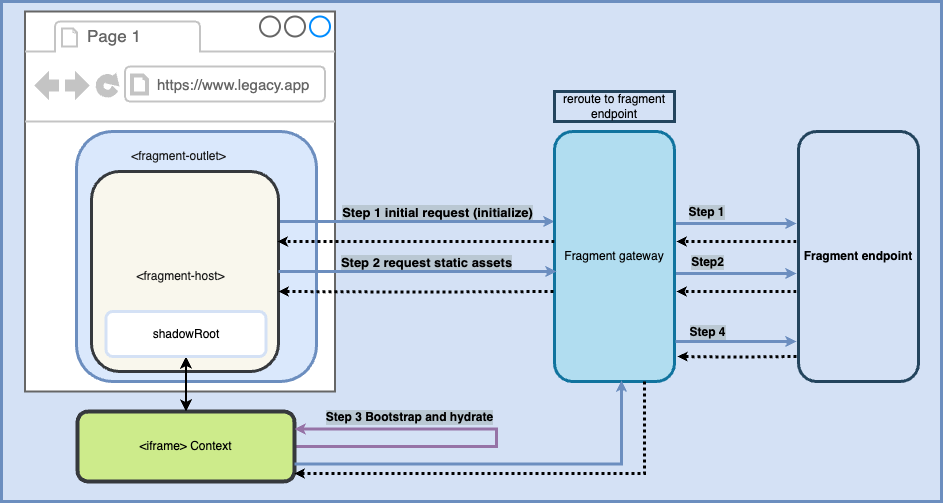 Page 1
https://www.legacy.app
reroute to fragment
endpoint
<fragment-outlet>
Step 1 initial request (initialize)
Step 1
Step 2 request static assets
Fragment gateway
Step2
Fragment endpoint
<fragment-host>
shadowRoot
Step 4
Step 3 Bootstrap and hydrate
<iframe> Context